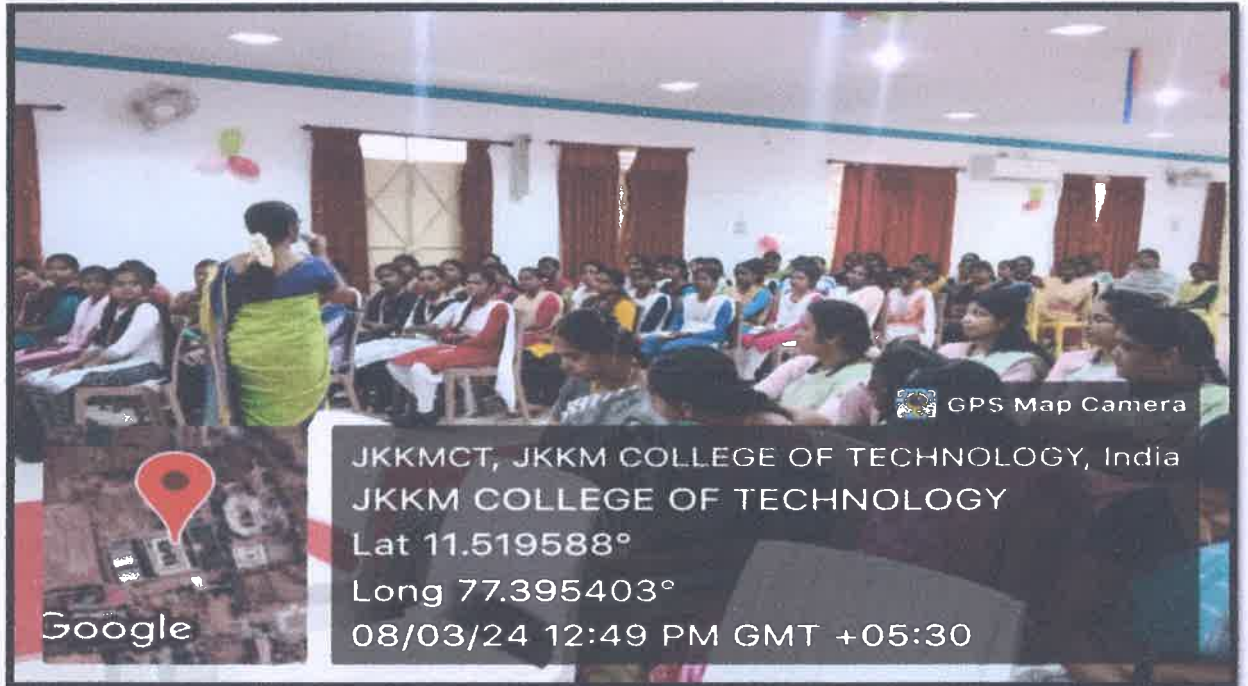 GPS Map Camera
JKKMCT, JKKM COLLEGE OF TECHNOLOGY, India
JKKM COLLEGE OF TECHNOLOGY
Lat 11.519588°
Long 77.395403°
08/03/24 12:49 PM GMT +05:30
Google